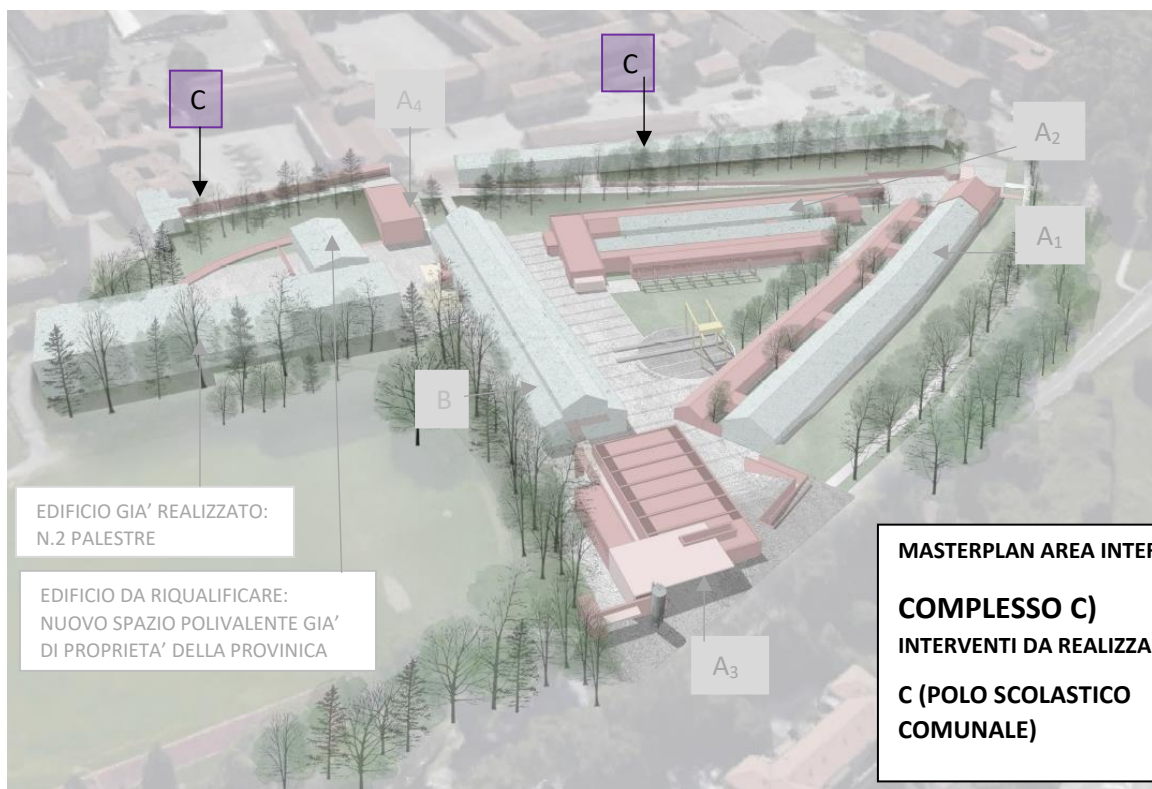 C
C
A4
A2
A1
B
EDIFICIO GIA’ REALIZZATO:
N.2 PALESTRE
EDIFICIO DA RIQUALIFICARE:
NUOVO SPAZIO POLIVALENTE GIA’
DI PROPRIETA’ DELLA PROVINICA
A3
MASTERPLAN AREA INTER
COMPLESSO C)
INTERVENTI DA REALIZZA
C (POLO SCOLASTICO
COMUNALE)